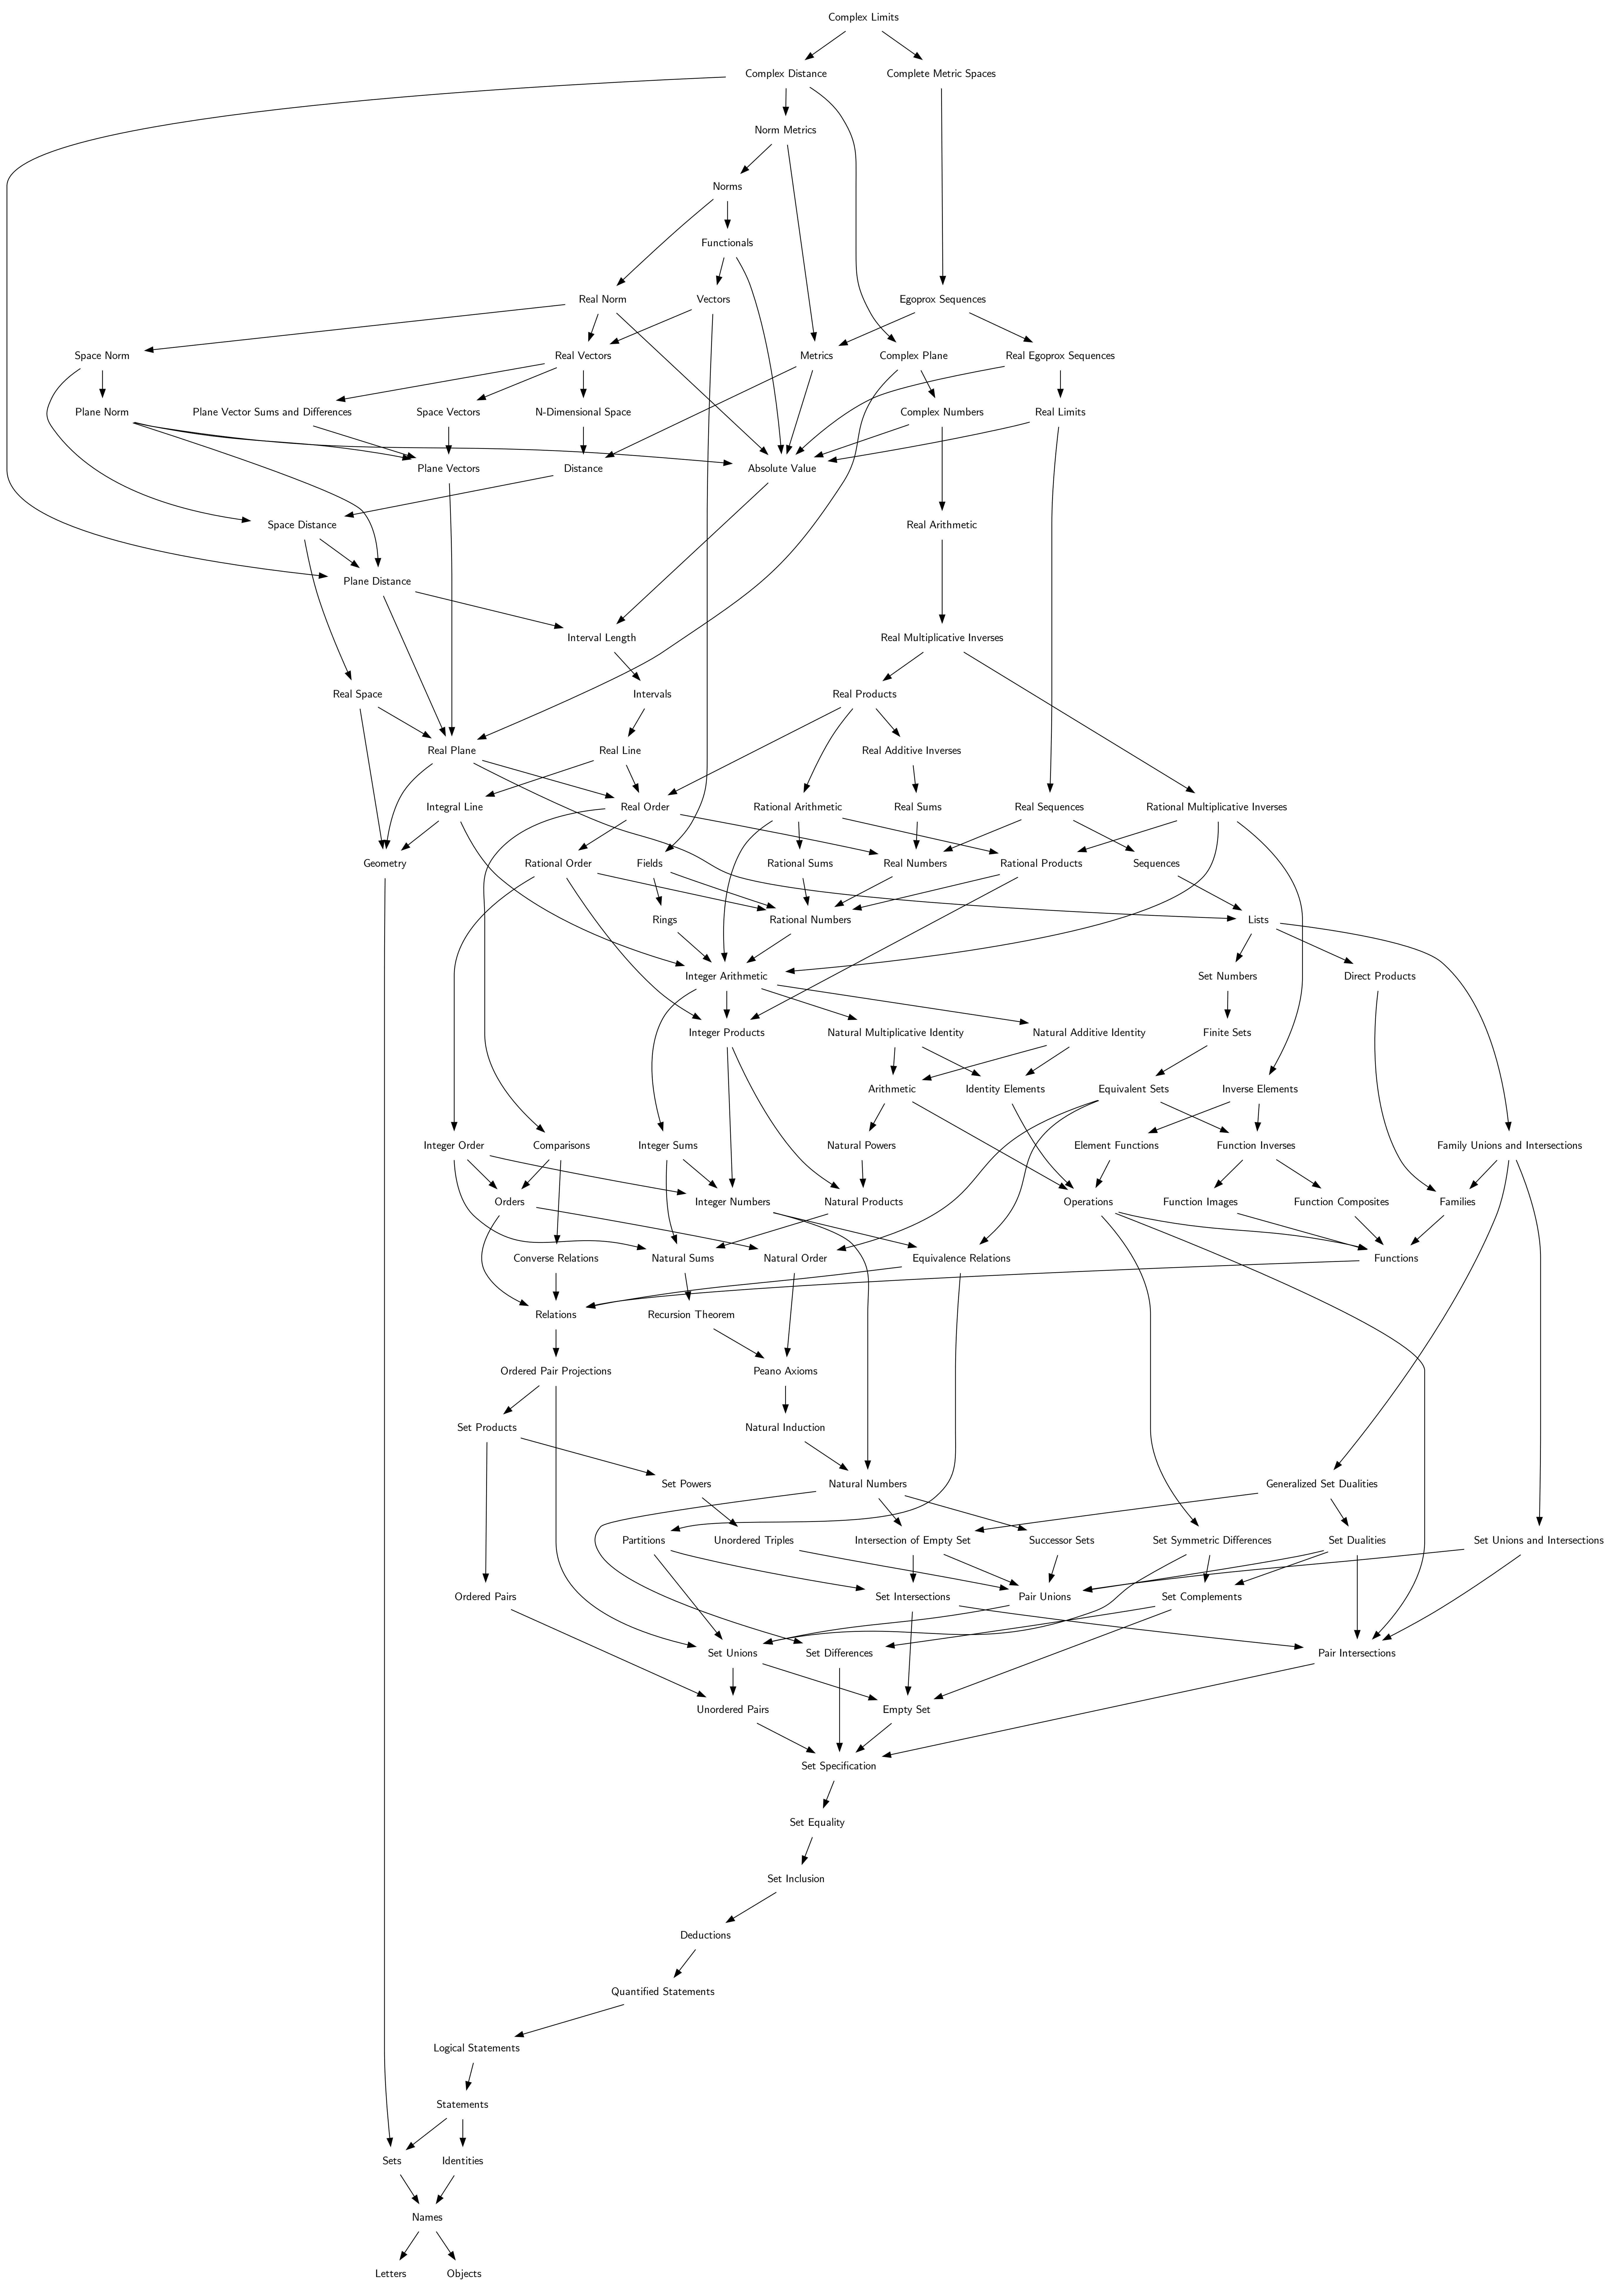 Complex Limits
Complex Distance
Complete Metric Spaces
Norm Metrics
Norms
Functionals
Real Norm
Vectors
Egoprox Sequences
Space Norm
Real Vectors
Metrics
Complex Plane
Real Egoprox Sequences
Plane Norm
Plane Vector Sums and Differences
Space Vectors
N-Dimensional Space
Complex Numbers
Real Limits
Plane Vectors
Distance
Absolute Value
Space Distance
Real Arithmetic
Plane Distance
Interval Length
Real Multiplicative Inverses
Real Space
Intervals
Real Products
Real Plane
Real Line
Real Additive Inverses
Integral Line
Real Order
Rational Arithmetic
Real Sums
Real Sequences
Rational Multiplicative Inverses
Geometry
Rational Order
Fields
Rational Sums
Real Numbers
Rational Products
Sequences
Rings
Rational Numbers
Lists
Integer Arithmetic
Set Numbers
Direct Products
Integer Products
Natural Multiplicative Identity
Natural Additive Identity
Finite Sets
Arithmetic
Identity Elements
Equivalent Sets
Inverse Elements
Integer Order
Comparisons
Integer Sums
Natural Powers
Element Functions
Function Inverses
Family Unions and Intersections
Orders
Integer Numbers
Natural Products
Operations
Function Images
Function Composites
Families
Converse Relations
Natural Sums
Natural Order
Equivalence Relations
Functions
Relations
Recursion Theorem
Ordered Pair Projections
Peano Axioms
Set Products
Natural Induction
Set Powers
Natural Numbers
Generalized Set Dualities
Partitions
Unordered Triples
Intersection of Empty Set
Successor Sets
Set Symmetric Differences
Set Dualities
Set Unions and Intersections
Ordered Pairs
Set Intersections
Pair Unions
Set Complements
Set Unions
Set Differences
Pair Intersections
Unordered Pairs
Empty Set
Set Specification
Set Equality
Set Inclusion
Deductions
Quantified Statements
Logical Statements
Statements
Sets
Identities
Names
Letters
Objects